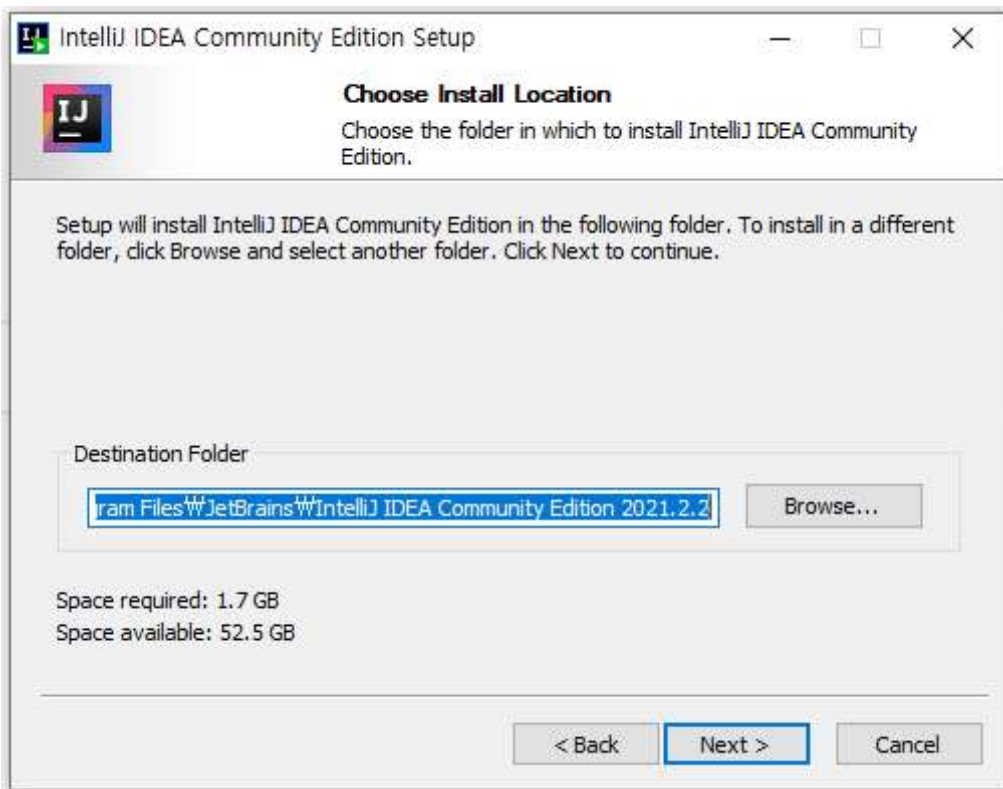 IntelliJ IDEA Community Edition Setup
IJ
Choose Install Location
Choose the folder in which to install IntelliJ IDEA Community
Edition.
Setup will install IntelliJ IDEA Community Edition in the following folder. To install in a different
folder, click Browse and select another folder. Click Next to continue.
Destination Folder
ram Files₩JetBrains₩IntelliJ IDEA Community Edition 2021.2.2
Browse...
Space required: 1.7 GB
Space available: 52.5 GB
< Back
Next >
Cancel